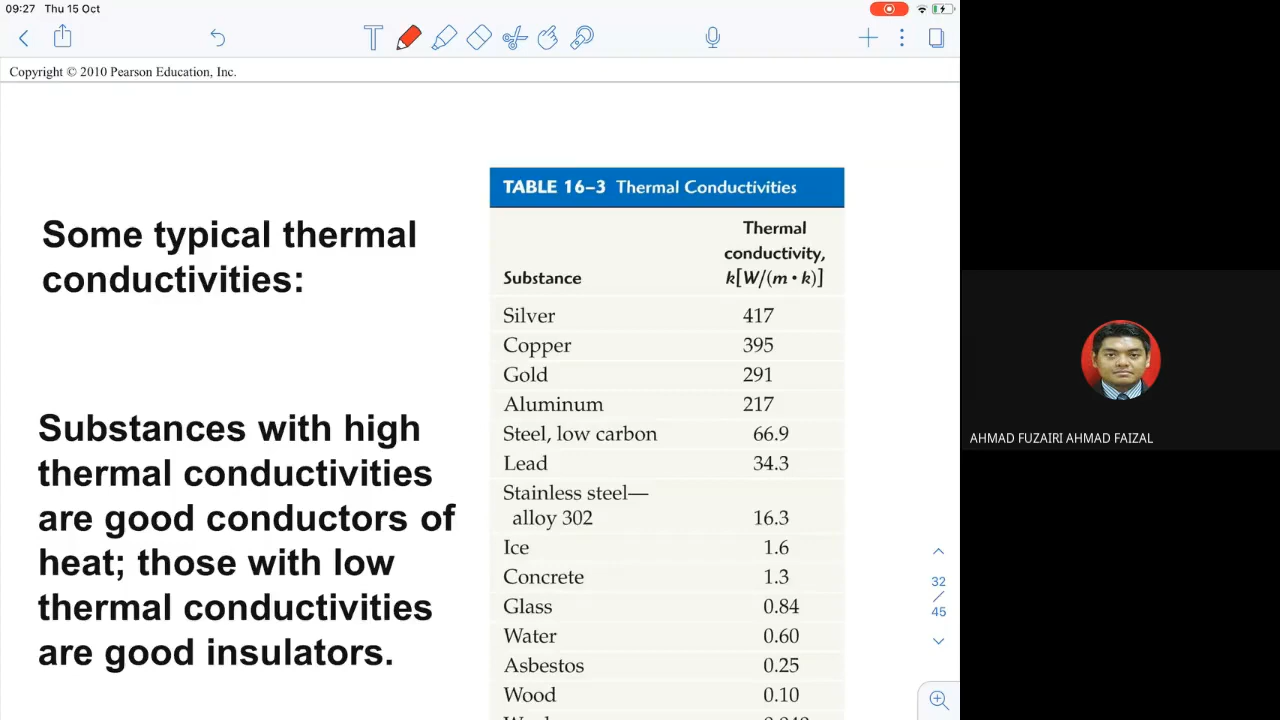 09:27 Thu 15 Oct
Copyright © 2010 Pearson Education, Inc.
Some typical thermal
conductivities:
Substances with high
thermal conductivities
are good conductors of
heat; those with low
thermal conductivities
are good insulators.
TABLE 16–3 Thermal Conductivities
Thermal
conductivity,
Substance k[W/(m • k)]
Silver 417
Copper 395
Gold 291
Aluminum 217
Steel, low carbon 66.9
Lead 34.3
Stainless steel—
alloy 302 16.3
Ice 1.6
Concrete 1.3
Glass 0.84
Water 0.60
Asbestos 0.25
Wood 0.10
32
/
45
AHMAD FUZAIRI AHMAD FAIZAL